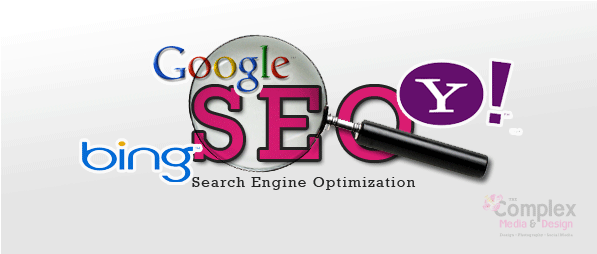 Google
SEO
Y!
bing
Search Engine Optimization
The
Complex
Media & Design